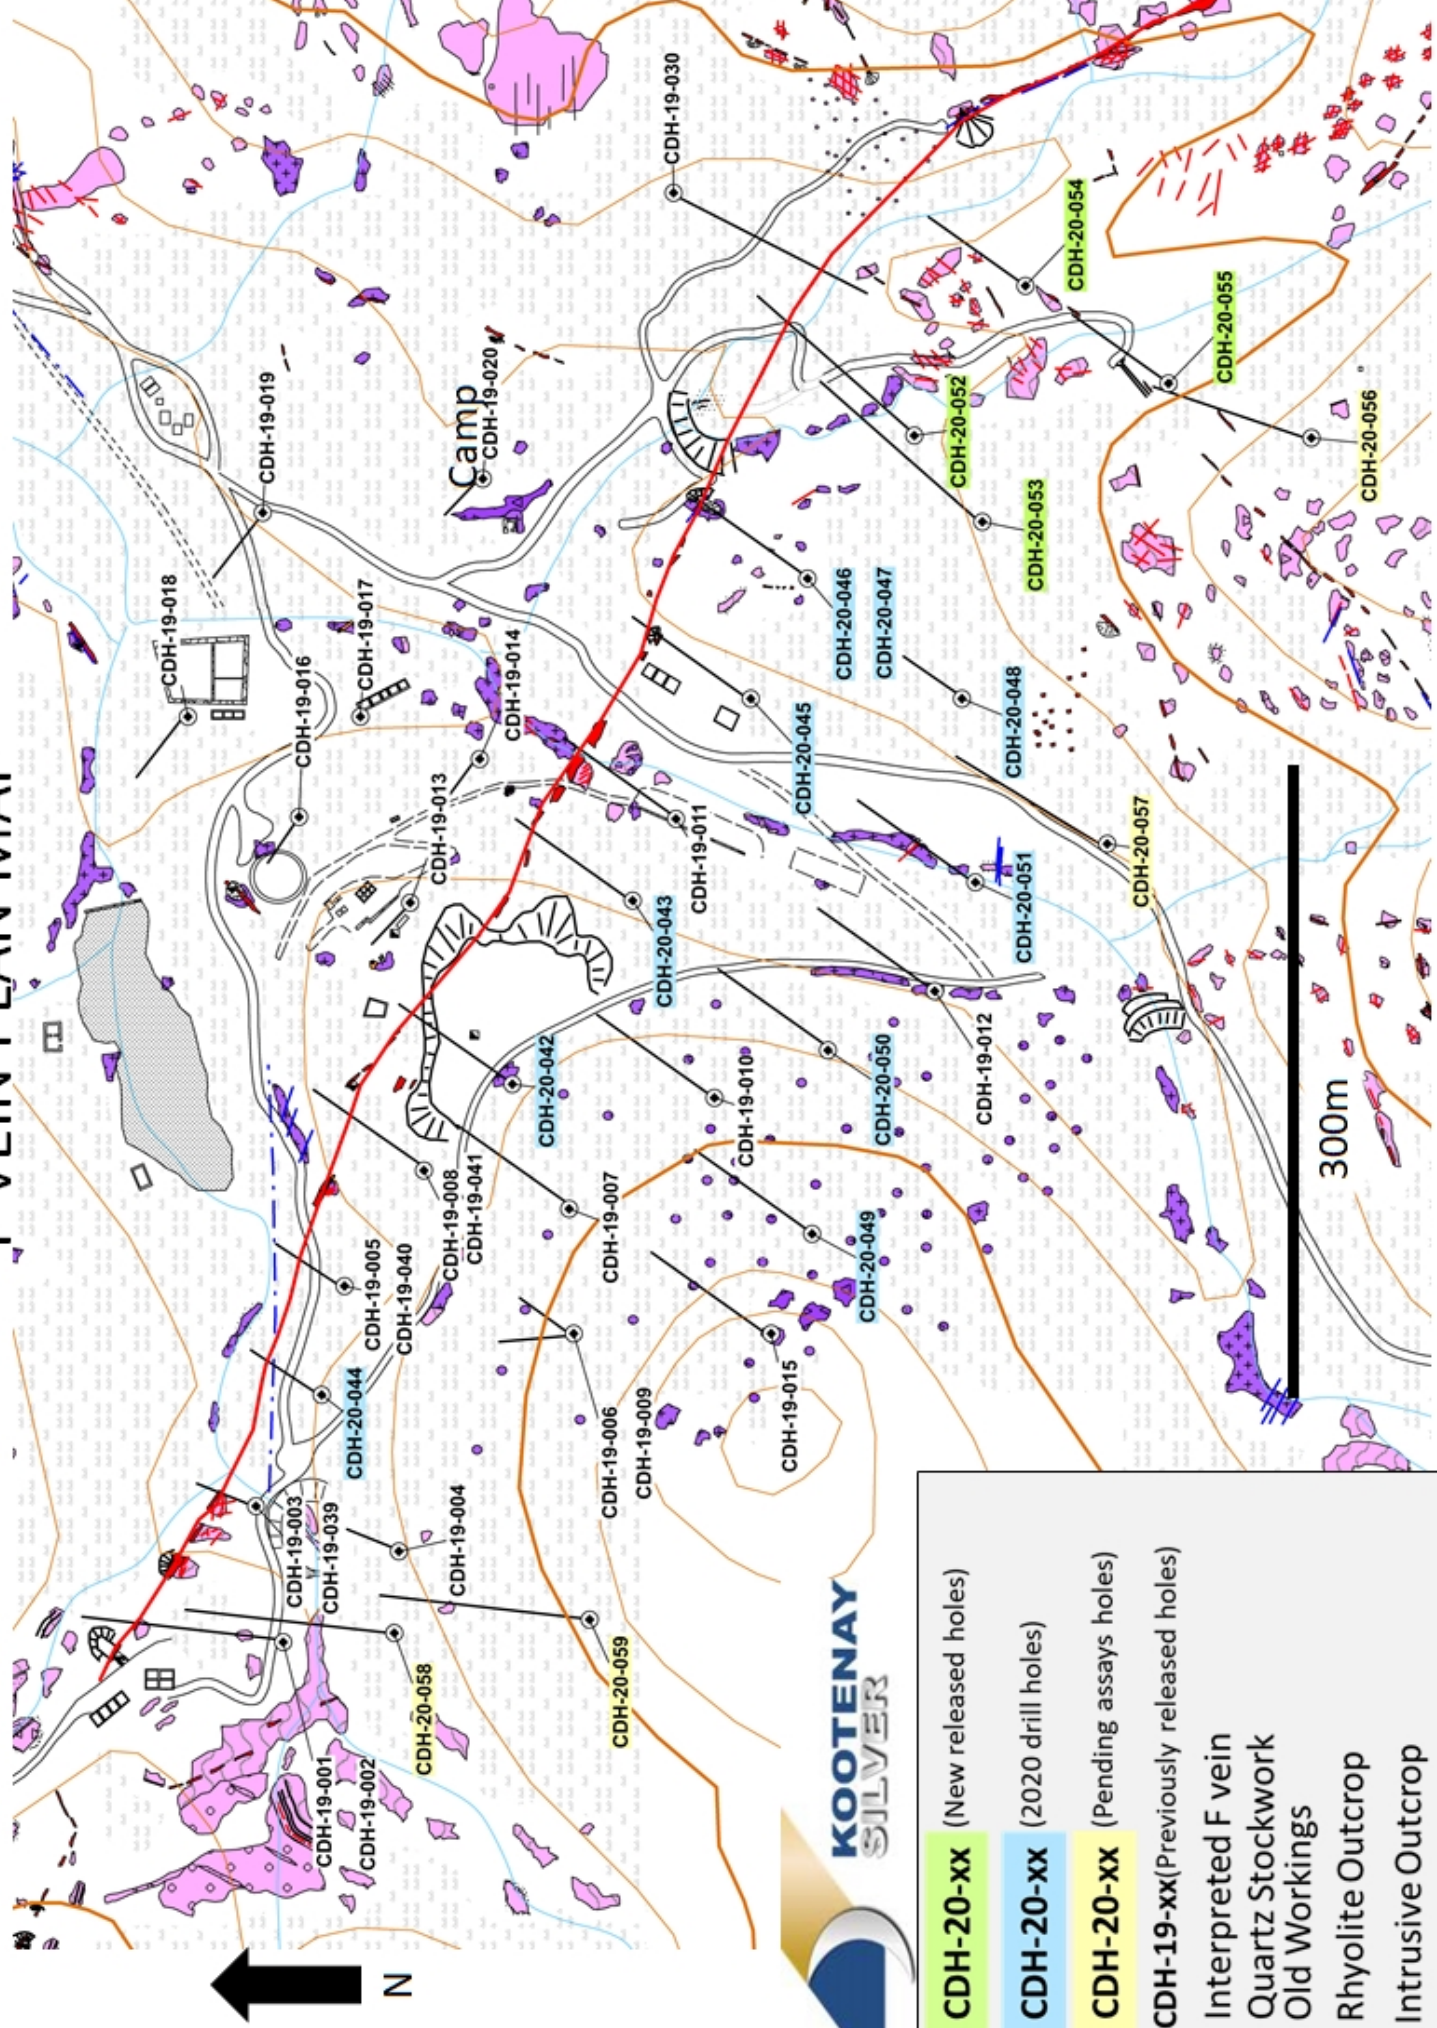 CDH-19-030
CDH-20-054
CDH-20-055
CDH-20-056
CDH-20-052
CDH-20-053
CDH-19-019
Camp
CDH-19-020
CDH-19-018
CDH-19-017
CDH-19-016
CDH-19-014
CDH-19-013
CDH-20-046
CDH-20-047
CDH-20-048
CDH-20-045
CDH-19-011
CDH-20-043
CDH-20-051
CDH-20-057
CDH-19-012
CDH-20-050
CDH-19-010
CDH-20-042
CDH-19-008
CDH-19-041
CDH-19-007
CDH-20-049
CDH-19-005
CDH-19-040
CDH-20-044
CDH-19-006
CDH-19-009
CDH-19-015
CDH-19-003
CDH-19-039
CDH-19-004
CDH-20-058
CDH-20-059
CDH-19-001
CDH-19-002
300m
N
KOOTENAY
SILVER
CDH-20-xx (New released holes)
CDH-20-xx (2020 drill holes)
CDH-20-xx (Pending assays holes)
CDH-19-xx(Previously released holes)
Interpreted F vein
Quartz Stockwork
Old Workings
Rhyolite Outcrop
Intrusive Outcrop